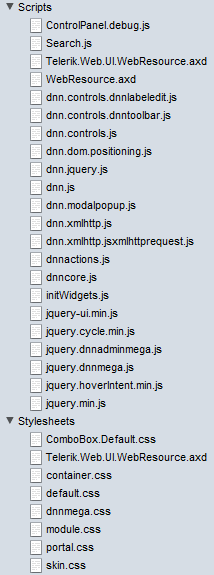 Scripts
ControlPanel.debug.js
Search.js
Telerik.Web.UI.WebResource.axd
WebResource.axd
dnn.controls.dnnlabeledit.js
dnn.controls.dnntoolbar.js
dnn.controls.js
dnn.dom.positioning.js
dnn.jquery.js
dnn.js
dnn.modalpopup.js
dnn.xmlhttp.js
dnn.xmlhttp.jsxmlhttprequest.js
dnnactions.js
dnncore.js
initWidgets.js
jquery-ui.min.js
jquery.cycle.min.js
jquery.dnnadminmega.js
jquery.dnnmega.js
jquery.hoverIntent.min.js
jquery.min.js
Stylesheets
ComboBox.Default.css
Telerik.Web.UI.WebResource.axd
container.css
default.css
dnnmega.css
module.css
portal.css
skin.css